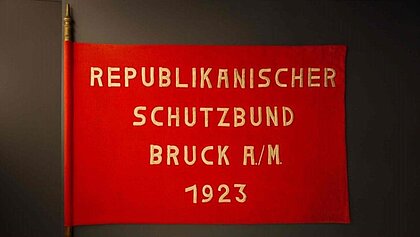 REPUBLIKANISCHER
SCHUTZBUND
BRUCK A./M.
1923